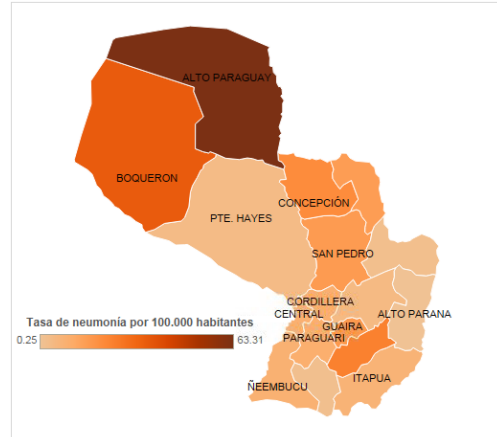 ALTO PARAGUAY
BOQUERON
CONCEPCIÓN
PTE. HAYES
SAN PEDRO
CORDILLERA
CENTRAL
ALTO PARANA
Tasa de neumonía por 100.000 habitantes
GUAIRA
0.25
63.31
PARAGUARI
ITAPUA
ÑEEMBUCU